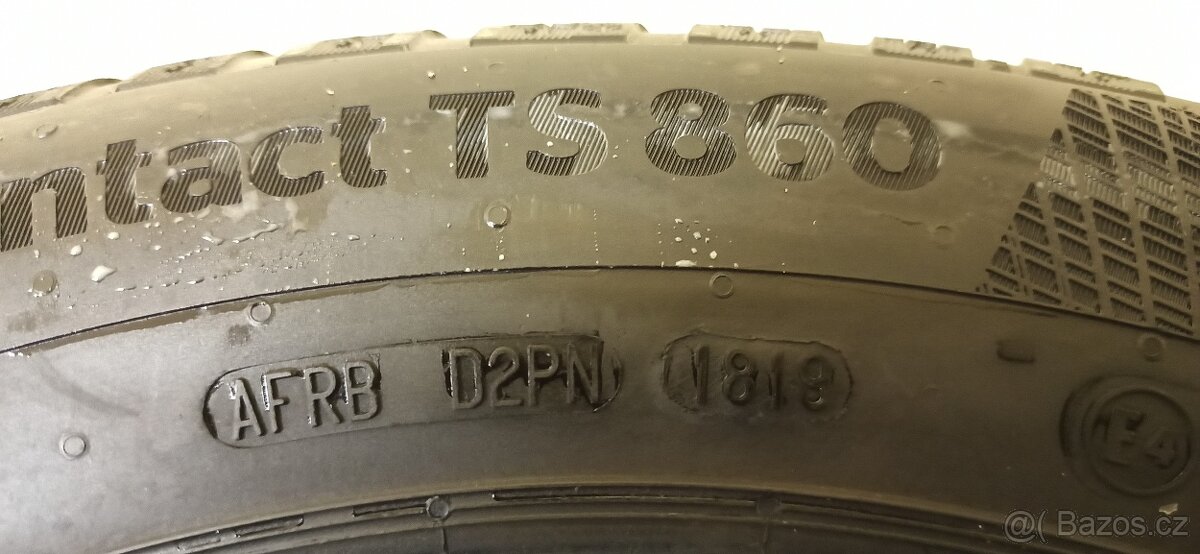 ntact TS 860
AFRB D2PN 1819
E4
@( Bazos.cz